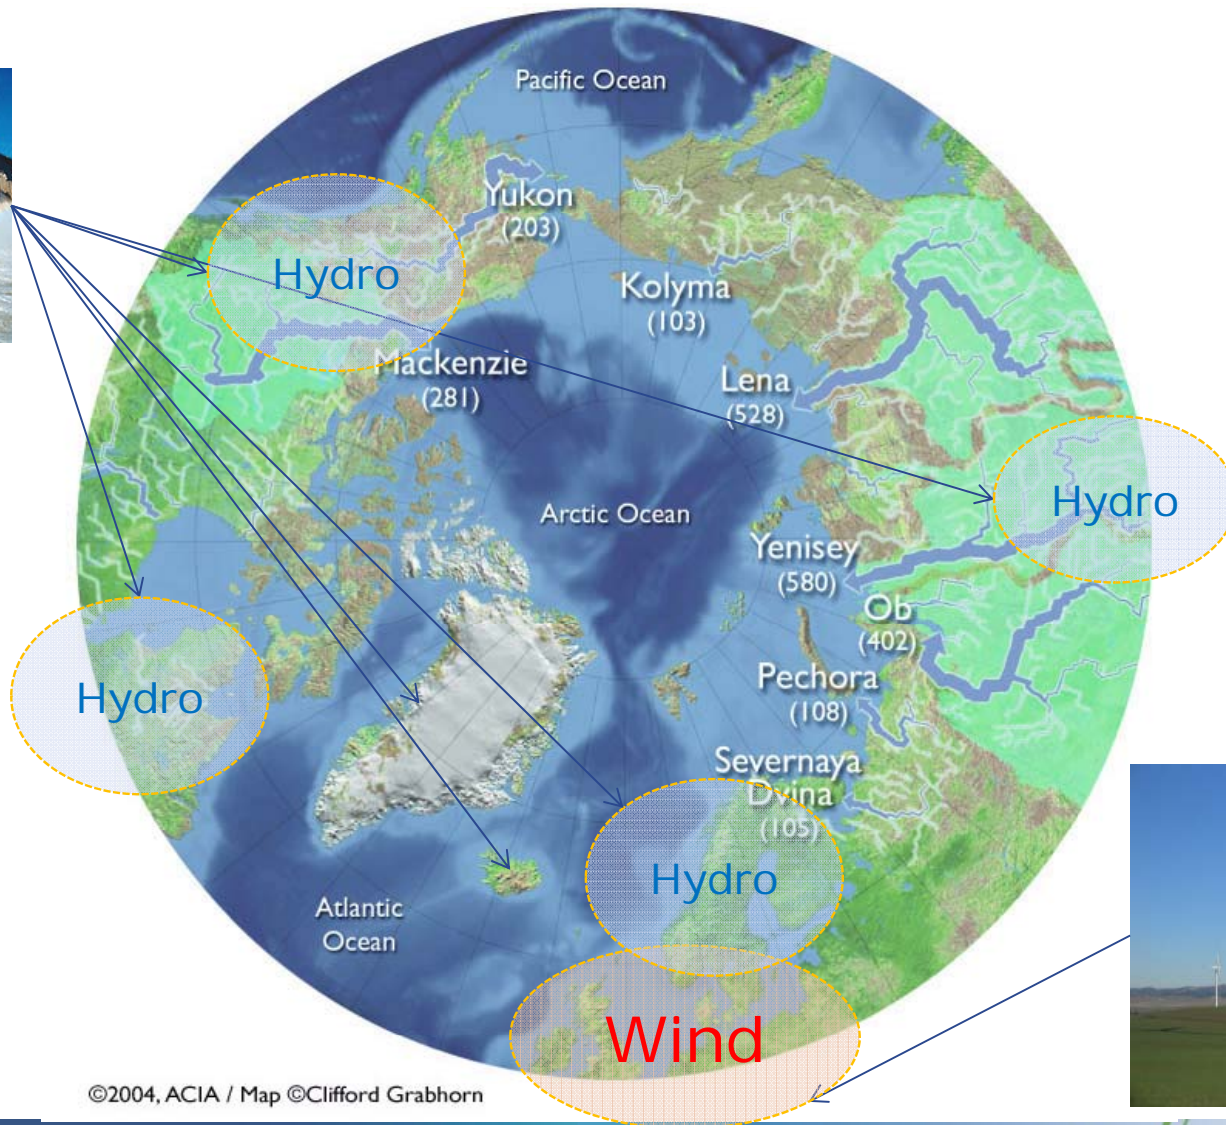 Pacific Ocean
Yukon
(203)
Hydro
Kolyma
(103)
Mackenzie
(281)
Lena
(528)
Hydro
Arctic Ocean
Yenisey
(580)
Ob
(402)
Hydro
Pechora
(108)
Severnaya
Dvina
(105)
Hydro
Atlantic
Ocean
Wind
©2004, ACIA / Map ©Clifford Grabhorn